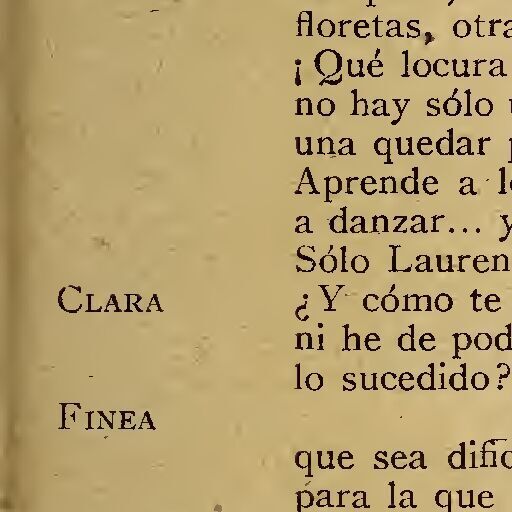 floretas, otra
¡Qué locura
no hay sólo
una quedar
Aprende a
a danzar... y
Sólo Lauren
CLARA ¿Y cómo te
ni he de pod
lo sucedido?
FINEA
que sea difíc
para la que